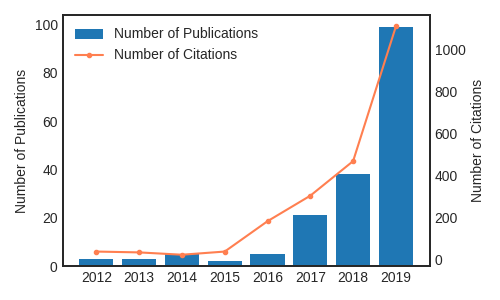 Number of Publications
Number of Citations
Number of Publications
100
80
60
40
20
0
Number of Citations
1000
800
600
400
200
0
2012 2013 2014 2015 2016 2017 2018 2019